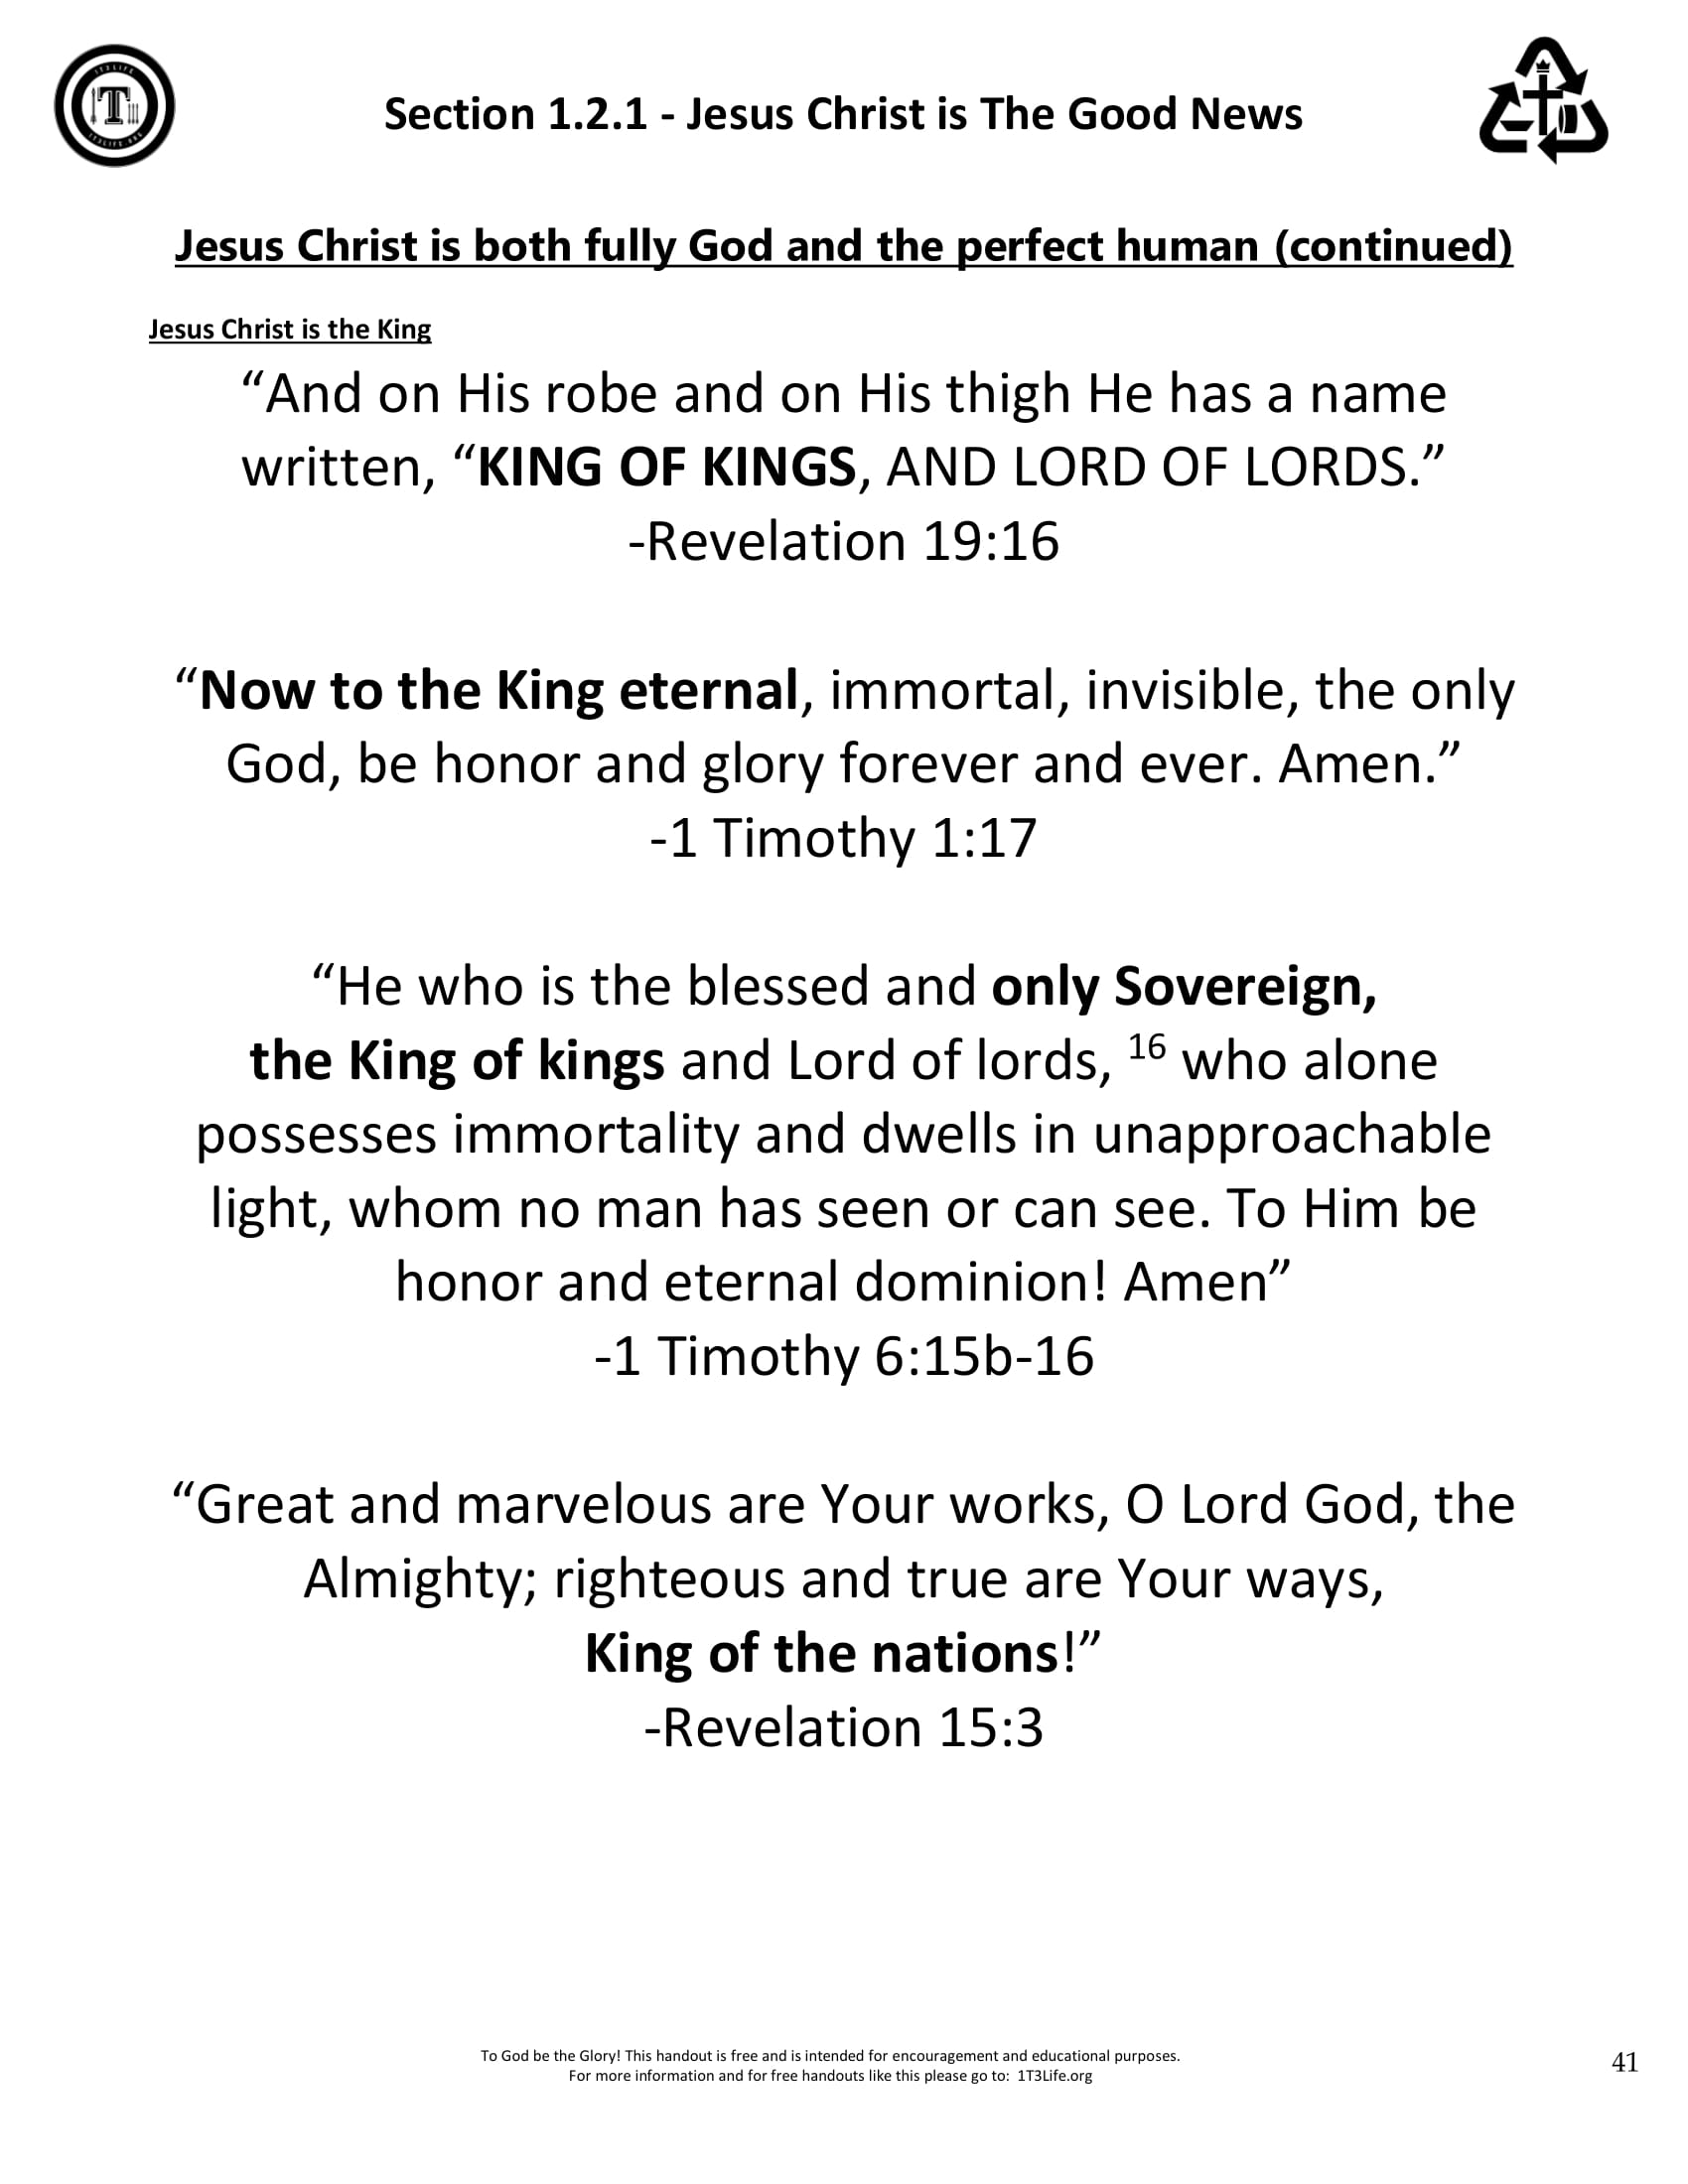 1T3 LIFE
T
1T3LIFE.ORG
Section 1.2.1 - Jesus Christ is The Good News
Jesus Christ is both fully God and the perfect human (continued)
Jesus Christ is the King
“And on His robe and on His thigh He has a name
written, “KING OF KINGS, AND LORD OF LORDS.”
-Revelation 19:16
“Now to the King eternal, immortal, invisible, the only
God, be honor and glory forever and ever. Amen.”
-1 Timothy 1:17
“He who is the blessed and only Sovereign,
the King of kings and Lord of lords, 16 who alone
possesses immortality and dwells in unapproachable
light, whom no man has seen or can see. To Him be
honor and eternal dominion! Amen”
-1 Timothy 6:15b-16
“Great and marvelous are Your works, O Lord God, the
Almighty; righteous and true are Your ways,
King of the nations!”
-Revelation 15:3
To God be the Glory! This handout is free and is intended for encouragement and educational purposes.
For more information and for free handouts like this please go to:  1T3Life.org
41